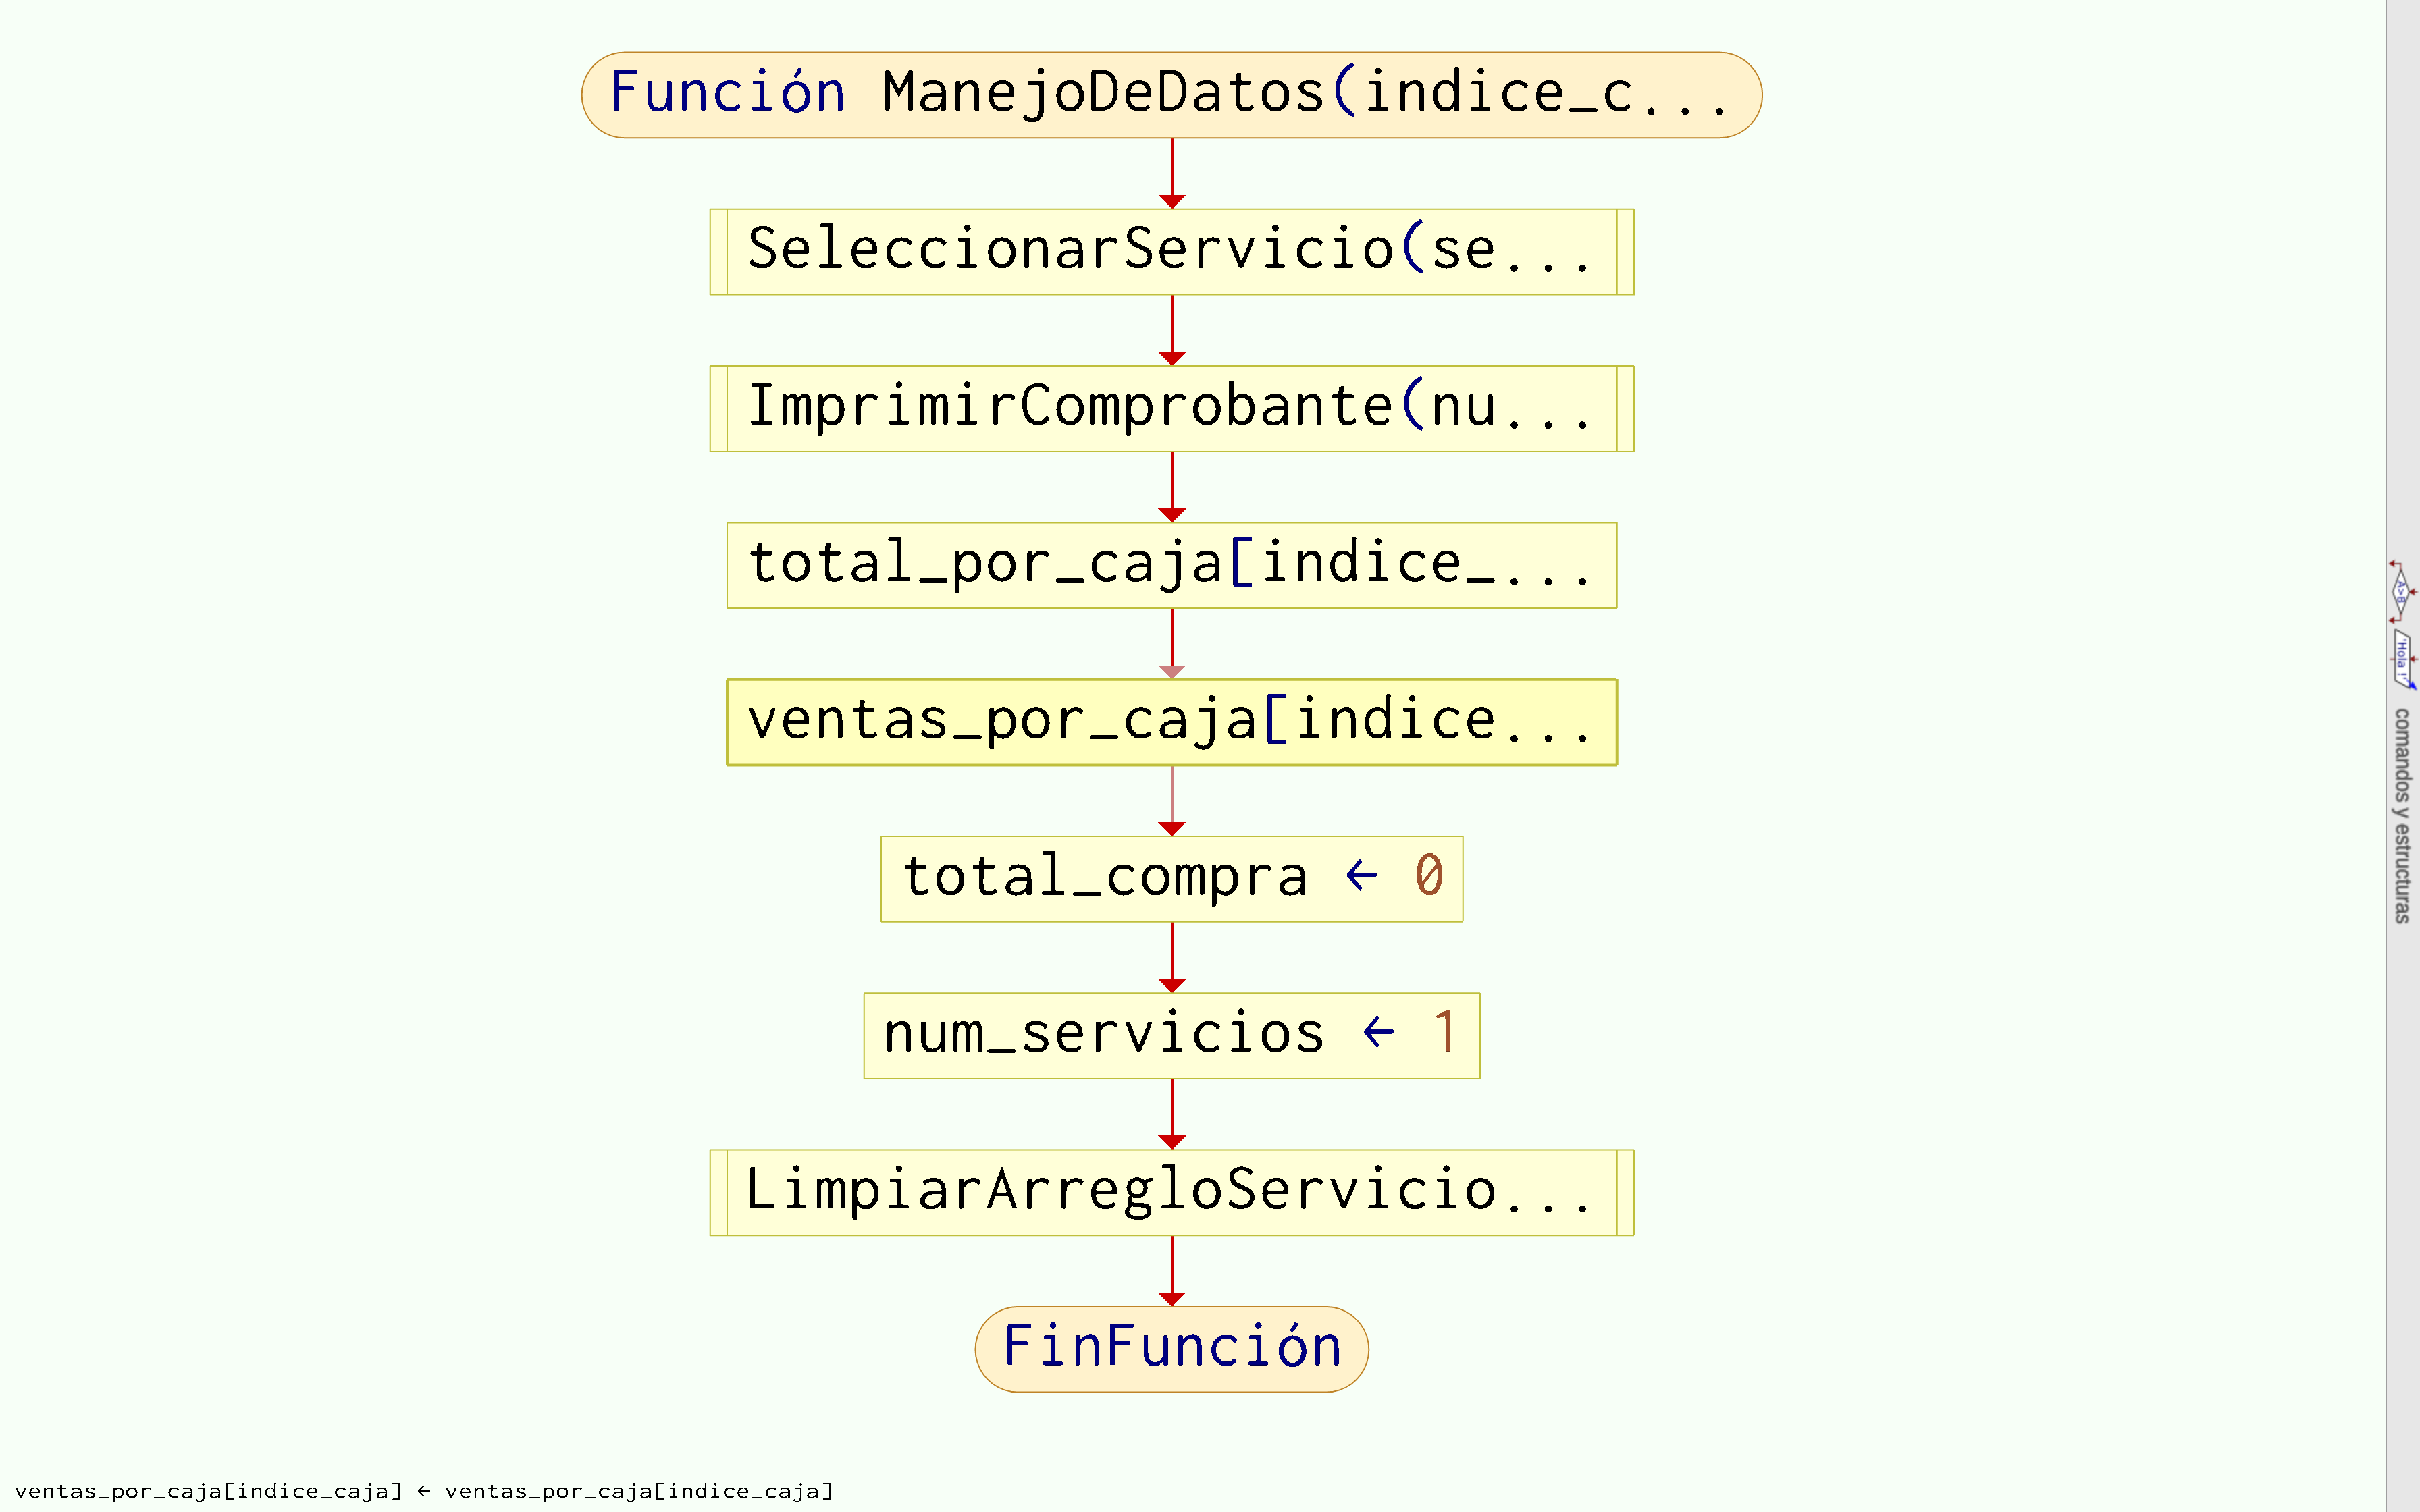 Función ManejoDeDatos(indice_c...
SeleccionarServicio(se...
ImprimirComprobante(nu...
total_por_caja[indice_...
ventas_por_caja[indice...
total_compra ← 0
num_servicios ← 1
LimpiarArregloServicio...
FinFunción
A>B
'Hola !'
comandos y estructuras
ventas_por_caja[indice_caja] ← ventas_por_caja[indice_caja]